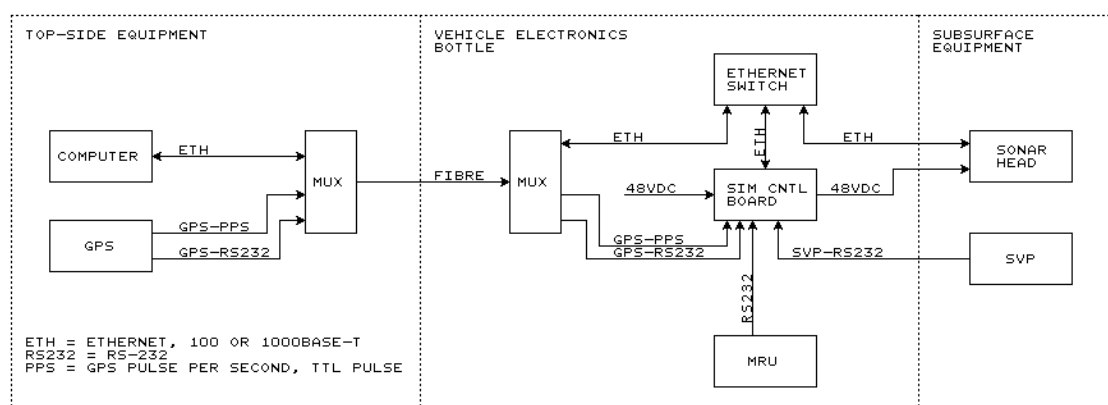 TOP-SIDE EQUIPMENT
VEHICLE ELECTRONICS
BOTTLE
SUBSURFACE
EQUIPMENT
ETHERNET
SWITCH
COMPUTER
ETH
MUX
FIBRE
MUX
ETH
ETH
ETH
SONAR
HEAD
48VDC
SIM CNTL
BOARD
48VDC
GPS
GPS-PPS
GPS-RS232
GPS-PPS
GPS-RS232
SVP-RS232
SVP
RS232
MRU
ETH = ETHERNET, 100 OR 1000BASE-T
RS232 = RS-232
PPS = GPS PULSE PER SECOND, TTL PULSE